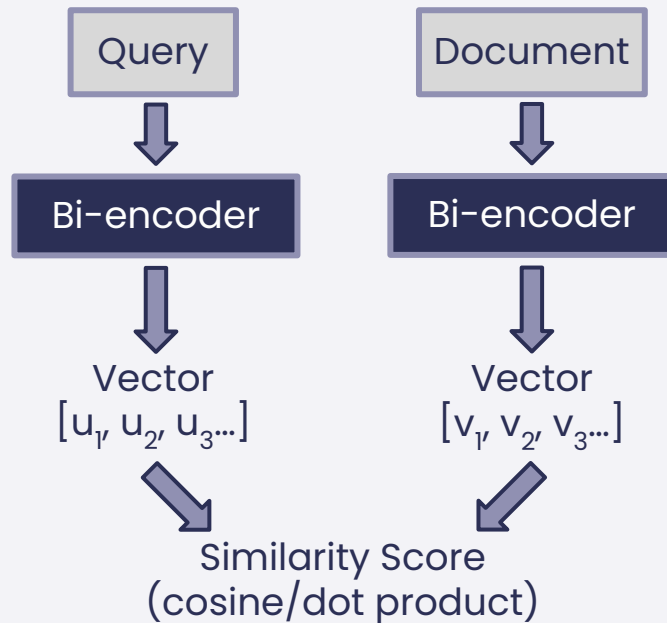 Query
Document
Bi-encoder
Bi-encoder
Vector
[u₁, u₂, u₃…]
Vector
[v₁, v₂, v₃…]
Similarity Score
(cosine/dot product)